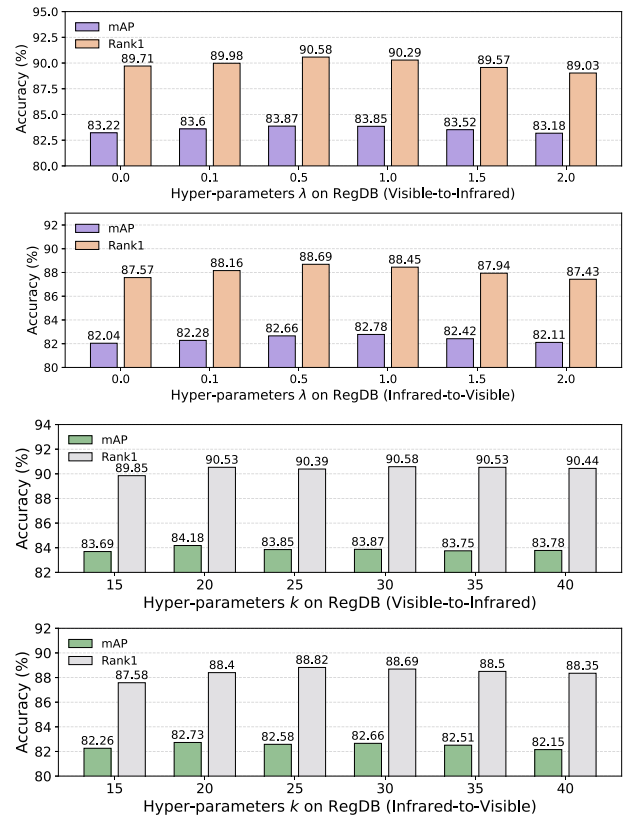 95.0
mAP
Rank1
92.5
90.0
87.5
85.0
82.5
80.0
Accuracy (%)
89.71 89.98 90.58 90.29 89.57 89.03
83.22 83.6 83.87 83.85 83.52 83.18
0.0 0.1 0.5 1.0 1.5 2.0
Hyper-parameters λ on RegDB (Visible-to-Infrared)
92
mAP
Rank1
90
88
86
84
82
80
Accuracy (%)
87.57 88.16 88.69 88.45 87.94 87.43
82.04 82.28 82.66 82.78 82.42 82.11
0.0 0.1 0.5 1.0 1.5 2.0
Hyper-parameters λ on RegDB (Infrared-to-Visible)
94
mAP
Rank1
92
90
88
86
84
82
Accuracy (%)
89.85 90.53 90.39 90.58 90.53 90.44
83.69 84.18 83.85 83.87 83.75 83.78
15 20 25 30 35 40
Hyper-parameters k on RegDB (Visible-to-Infrared)
92
mAP
Rank1
90
88
86
84
82
80
Accuracy (%)
87.58 88.4 88.82 88.69 88.5 88.35
82.26 82.73 82.58 82.66 82.51 82.15
15 20 25 30 35 40
Hyper-parameters k on RegDB (Infrared-to-Visible)